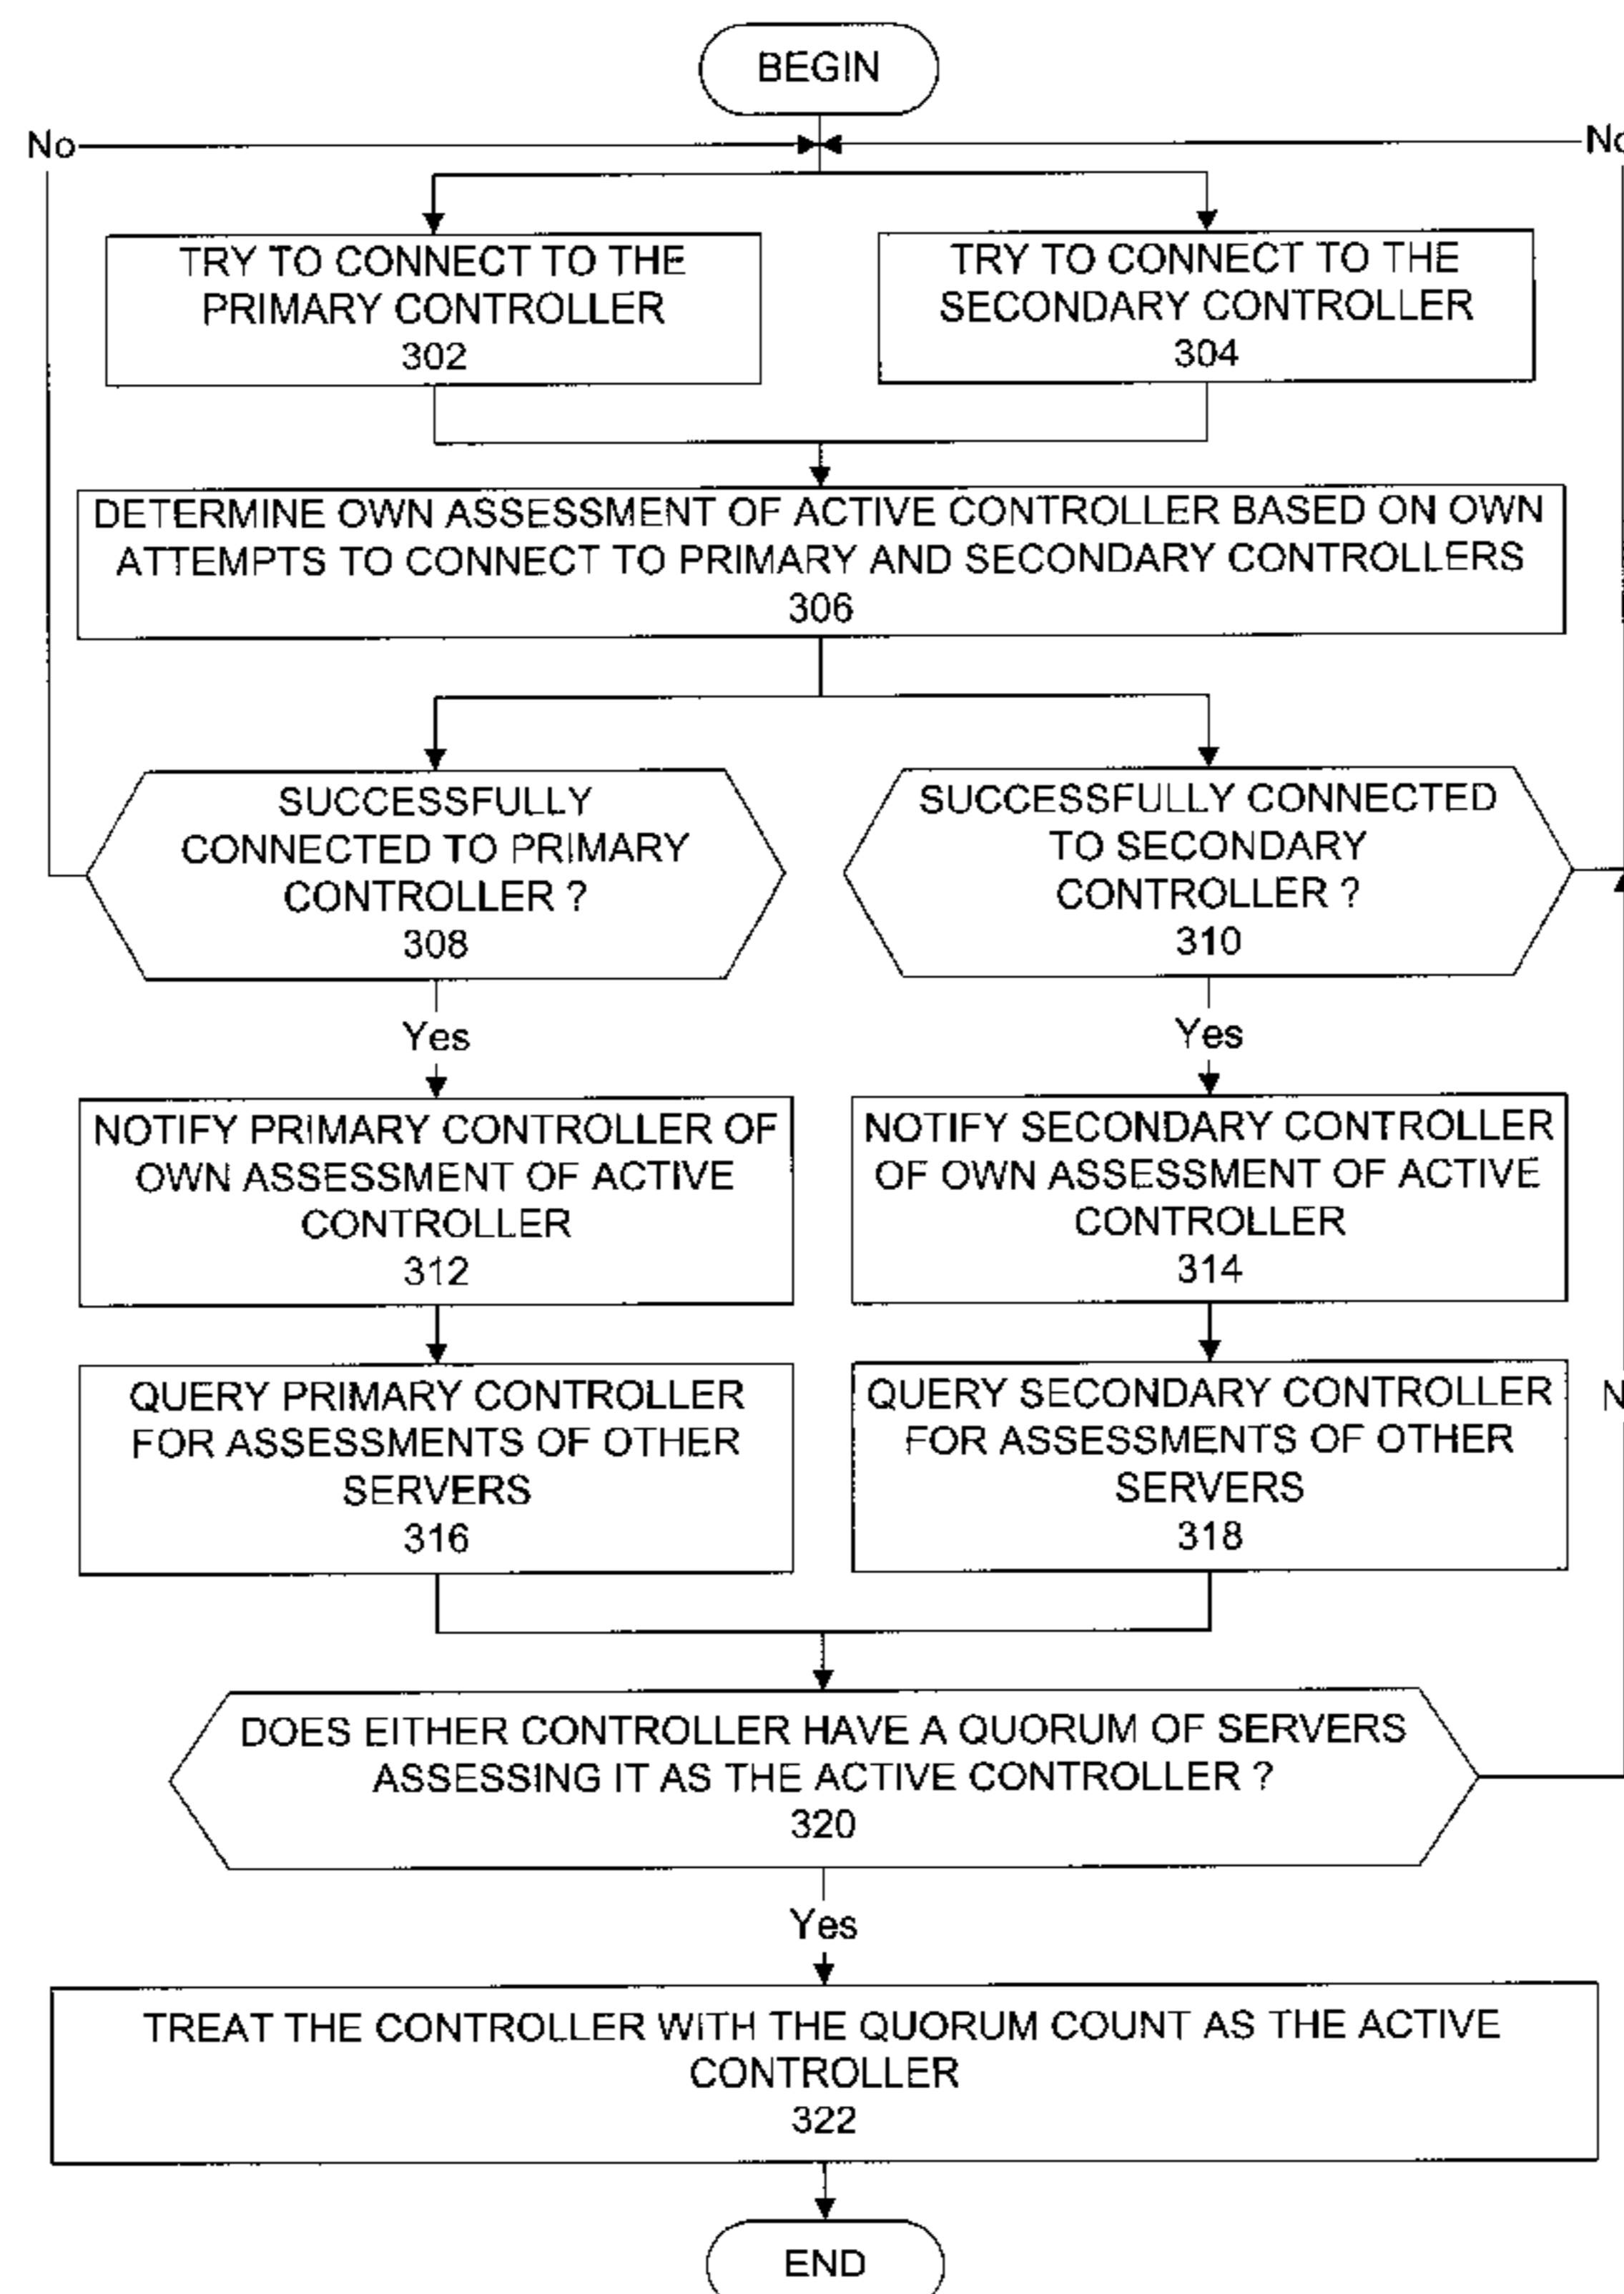 BEGIN
No
TRY TO CONNECT TO THE
PRIMARY CONTROLLER
302
TRY TO CONNECT TO THE
SECONDARY CONTROLLER
304
DETERMINE OWN ASSESSMENT OF ACTIVE CONTROLLER BASED ON OWN
ATTEMPTS TO CONNECT TO PRIMARY AND SECONDARY CONTROLLERS
306
SUCCESSFULLY
CONNECTED TO PRIMARY
CONTROLLER ?
308
SUCCESSFULLY CONNECTED
TO SECONDARY
CONTROLLER ?
310
Yes
Yes
NOTIFY PRIMARY CONTROLLER OF
OWN ASSESSMENT OF ACTIVE
CONTROLLER
312
NOTIFY SECONDARY CONTROLLER
OF OWN ASSESSMENT OF ACTIVE
CONTROLLER
314
QUERY PRIMARY CONTROLLER
FOR ASSESSMENTS OF OTHER
SERVERS
316
QUERY SECONDARY CONTROLLER
FOR ASSESSMENTS OF OTHER
SERVERS
318
DOES EITHER CONTROLLER HAVE A QUORUM OF SERVERS
ASSESSING IT AS THE ACTIVE CONTROLLER ?
320
Yes
TREAT THE CONTROLLER WITH THE QUORUM COUNT AS THE ACTIVE
CONTROLLER
322
END